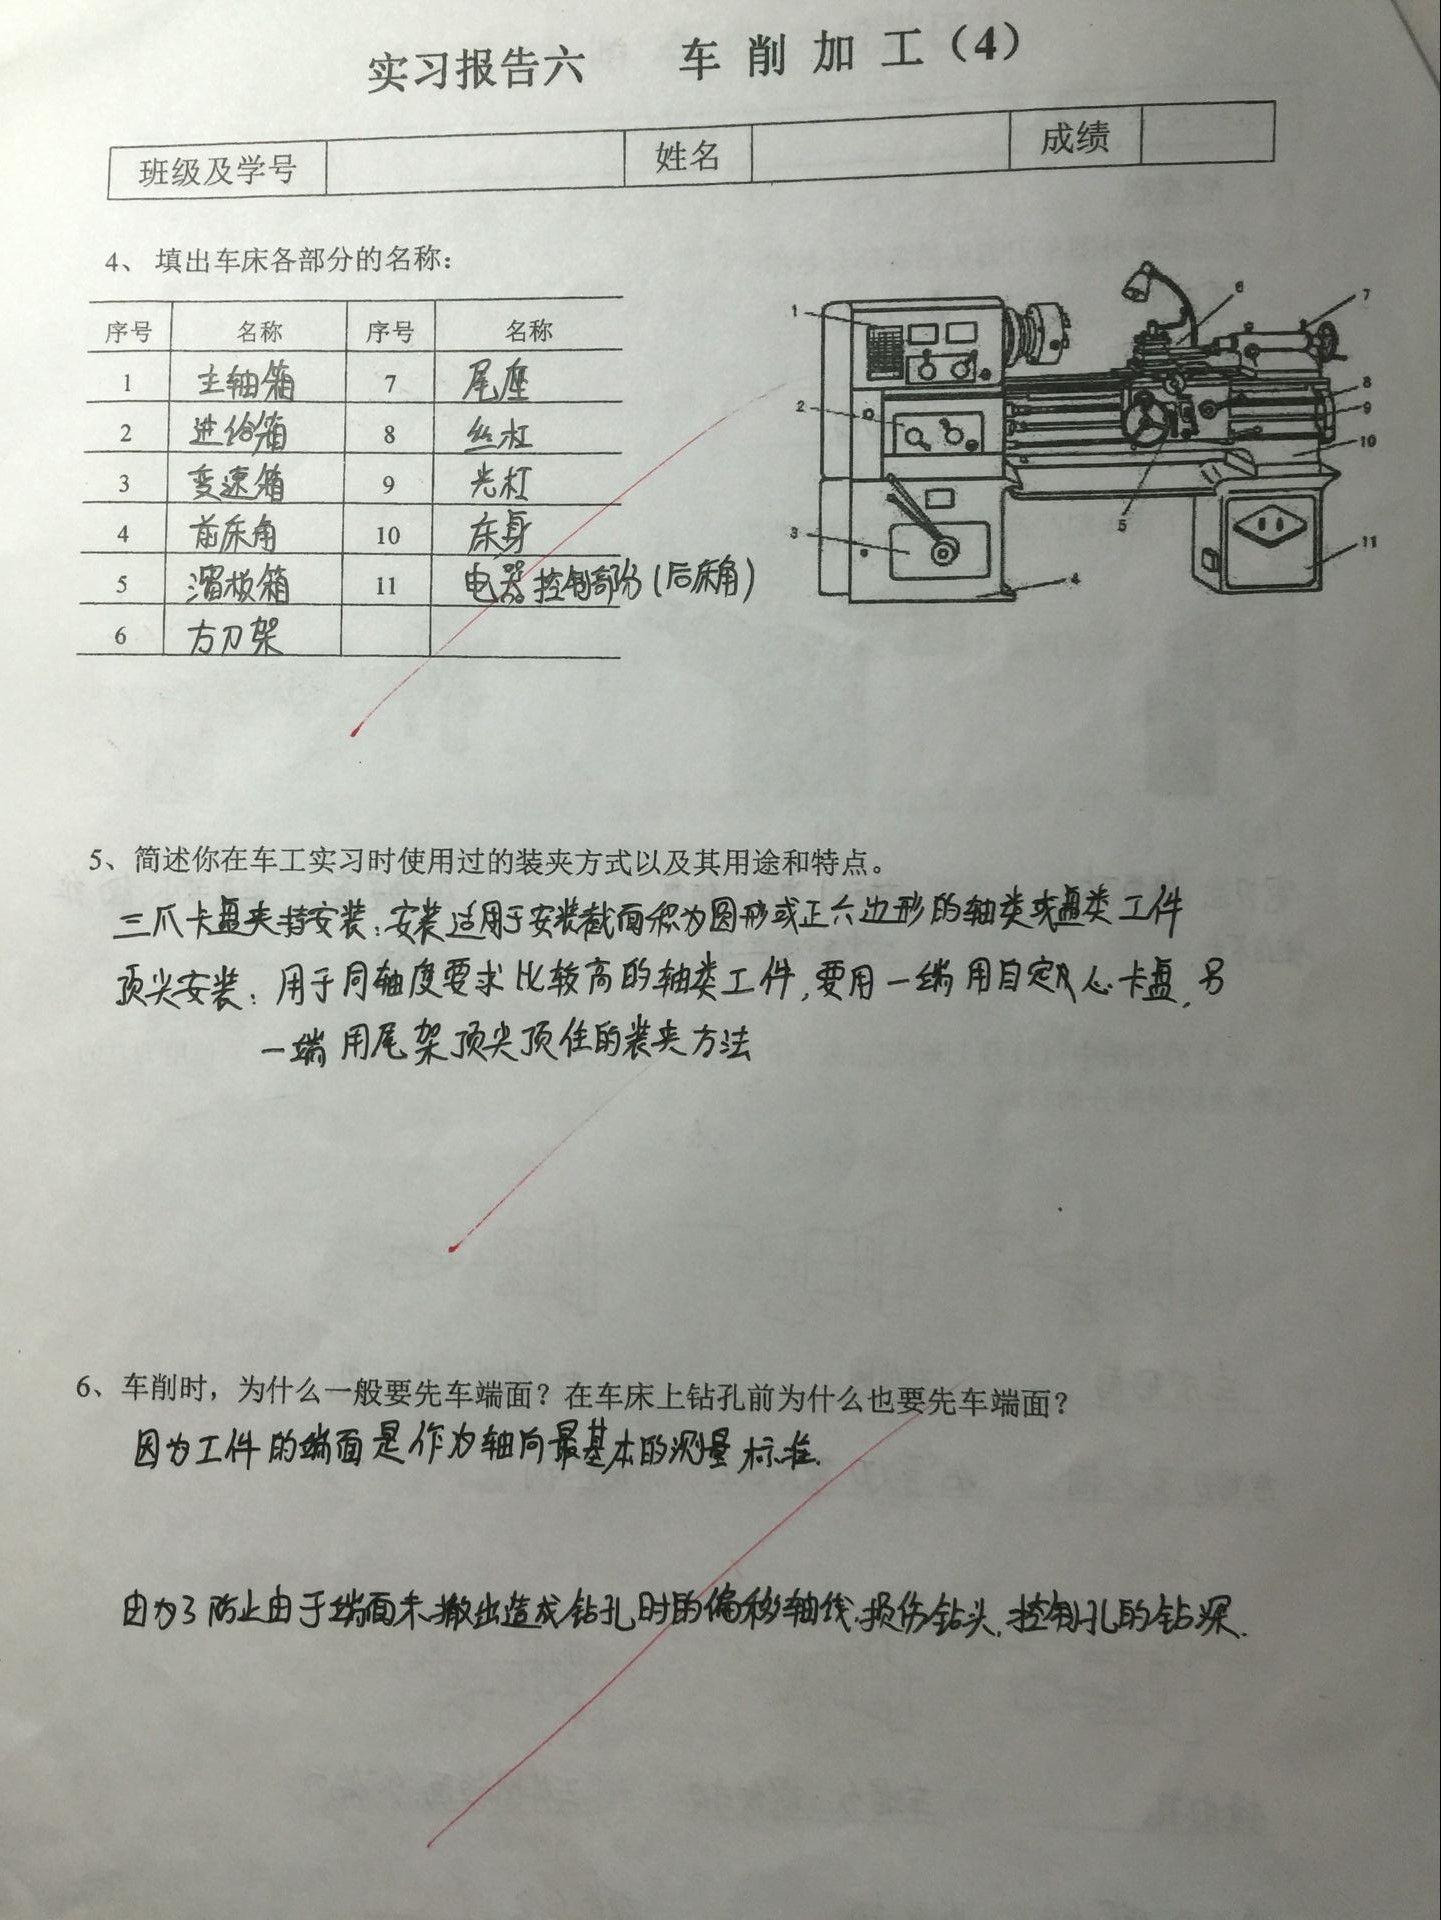 实习报告六 车削加工（4）
班级及学号 姓名 成绩
4、 填出车床各部分的名称：
序号 名称 序号 名称
1 主轴箱 7 尾座
2 进给箱 8 丝杠
3 变速箱 9 光杠
4 前床角 10 床身
5 溜板箱 11 电器控制部份（后床角）
6 方刀架
1
2
3
4
5
6
7
8
9
10
11
5、简述你在车工实习时使用过的装夹方式以及其用途和特点。
三爪卡盘夹持安装：安装适用于安装截面积为圆形或正六边形的轴类或盘类工件
顶尖安装：用于同轴度要求比较高的轴类工件，要用一端用自定心卡盘，另
一端用尾架顶尖顶住的装夹方法
6、车削时，为什么一般要先车端面？在车床上钻孔前为什么也要先车端面？
因为工件的端面是作为轴向最基本的测量标准.
由为了防止由于端面未撤出造成钻孔时的偏移轴线.损伤钻头，控制孔的钻深.